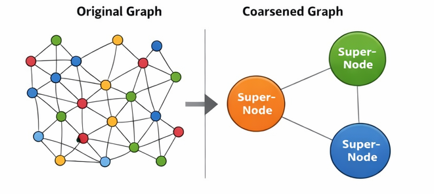 Original Graph
Coarsened Graph
Super-
Node
Super-
Node
Super-
Node